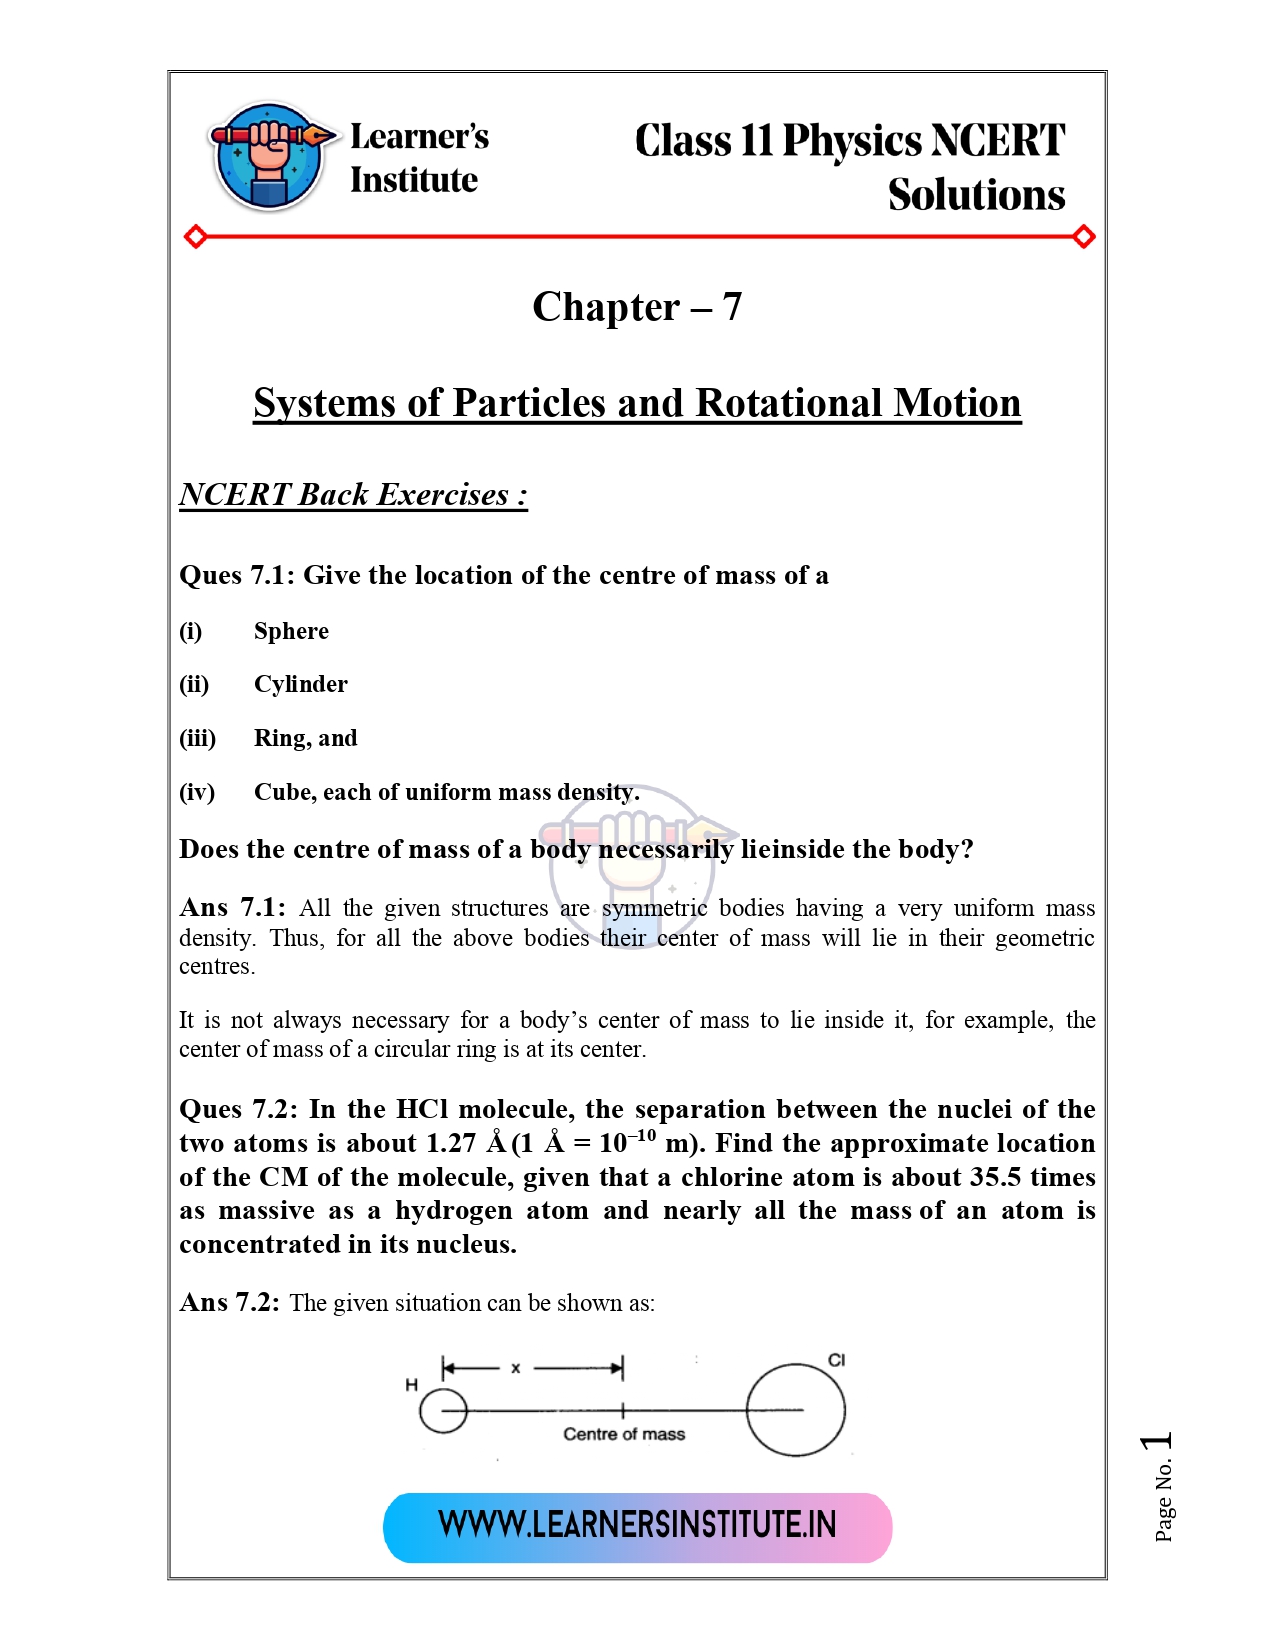 Learner’s
Institute
Class 11 Physics NCERT
Solutions
Chapter – 7
Systems of Particles and Rotational Motion
NCERT Back Exercises :
Ques 7.1: Give the location of the centre of mass of a
(i) Sphere
(ii) Cylinder
(iii) Ring, and
(iv) Cube, each of uniform mass density.
Does the centre of mass of a body necessarily lieinside the body?
Ans 7.1: All the given structures are symmetric bodies having a very uniform mass
density. Thus, for all the above bodies their center of mass will lie in their geometric
centres.
It is not always necessary for a body’s center of mass to lie inside it, for example, the
center of mass of a circular ring is at its center.
Ques 7.2: In the HCl molecule, the separation between the nuclei of the
two atoms is about 1.27 Å (1 Å = 10⁻¹⁰ m). Find the approximate location
of the CM of the molecule, given that a chlorine atom is about 35.5 times
as massive as a hydrogen atom and nearly all the mass of an atom is
concentrated in its nucleus.
Ans 7.2: The given situation can be shown as:
Cl
x
H
Centre of mass
WWW.LEARNERSINSTITUTE.IN
Page No. 1